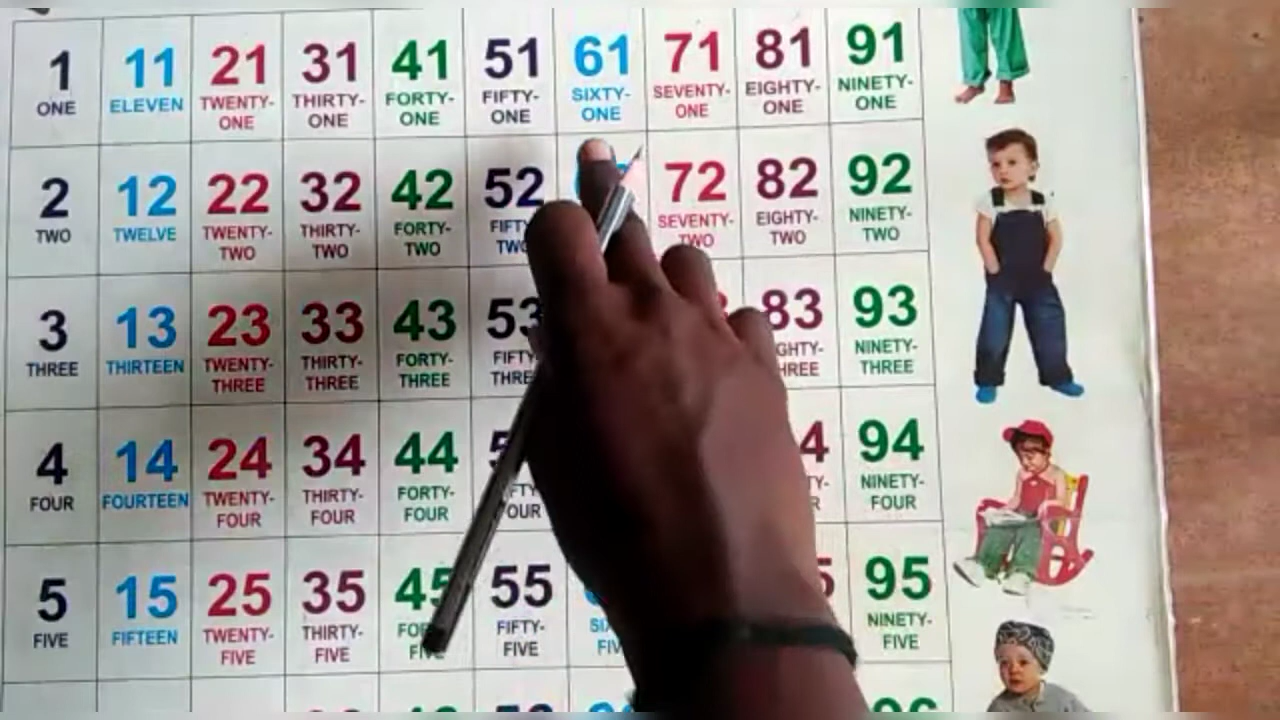 1 11 21 31 41 51 61 71 81 91
ONE ELEVEN TWENTY- THIRTY- FORTY- FIFTY- SIXTY- SEVENTY- EIGHTY- NINETY-
ONE ONE ONE ONE ONE ONE ONE ONE
2 12 22 32 42 52 72 82 92
TWO TWELVE TWENTY- THIRTY- FORTY- SEVENTY- EIGHTY- NINETY-
TWO TWO TWO TWO TWO TWO
3 13 23 33 43 53 83 93
THREE THIRTEEN TWENTY- THIRTY- FORTY- NINETY-
THREE THREE THREE THREE
4 14 24 34 44 94
FOUR FOURTEEN TWENTY- THIRTY- FORTY- NINETY-
FOUR FOUR FOUR FOUR
5 15 25 35 45 55 95
FIVE FIFTEEN TWENTY- THIRTY- FIFTY- NINETY-
FIVE FIVE FIVE FIVE